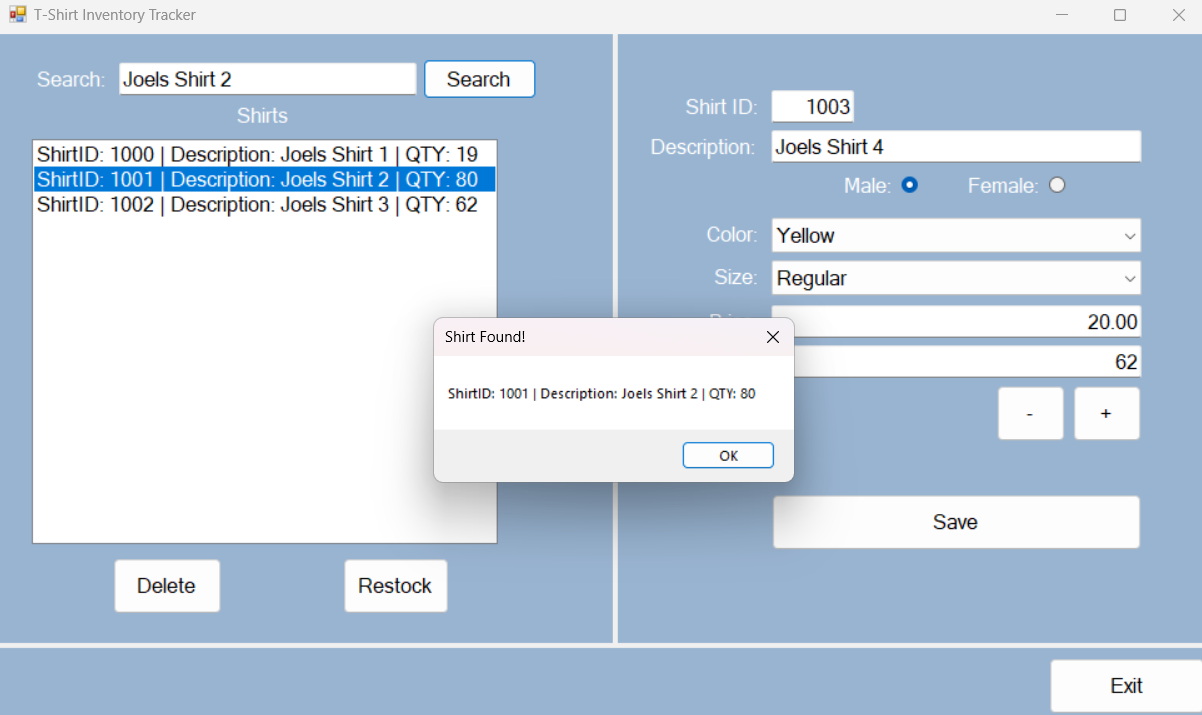 T-Shirt Inventory Tracker
Search: Joels Shirt 2 Search
Shirts
ShirtID: 1000 | Description: Joels Shirt 1 | QTY: 19
ShirtID: 1001 | Description: Joels Shirt 2 | QTY: 80
ShirtID: 1002 | Description: Joels Shirt 3 | QTY: 62
Delete Restock
Shirt ID: 1003
Description: Joels Shirt 4
Male: Female:
Color: Yellow
Size: Regular
20.00
62
- +
Save
Shirt Found!
ShirtID: 1001 | Description: Joels Shirt 2 | QTY: 80
OK
Exit